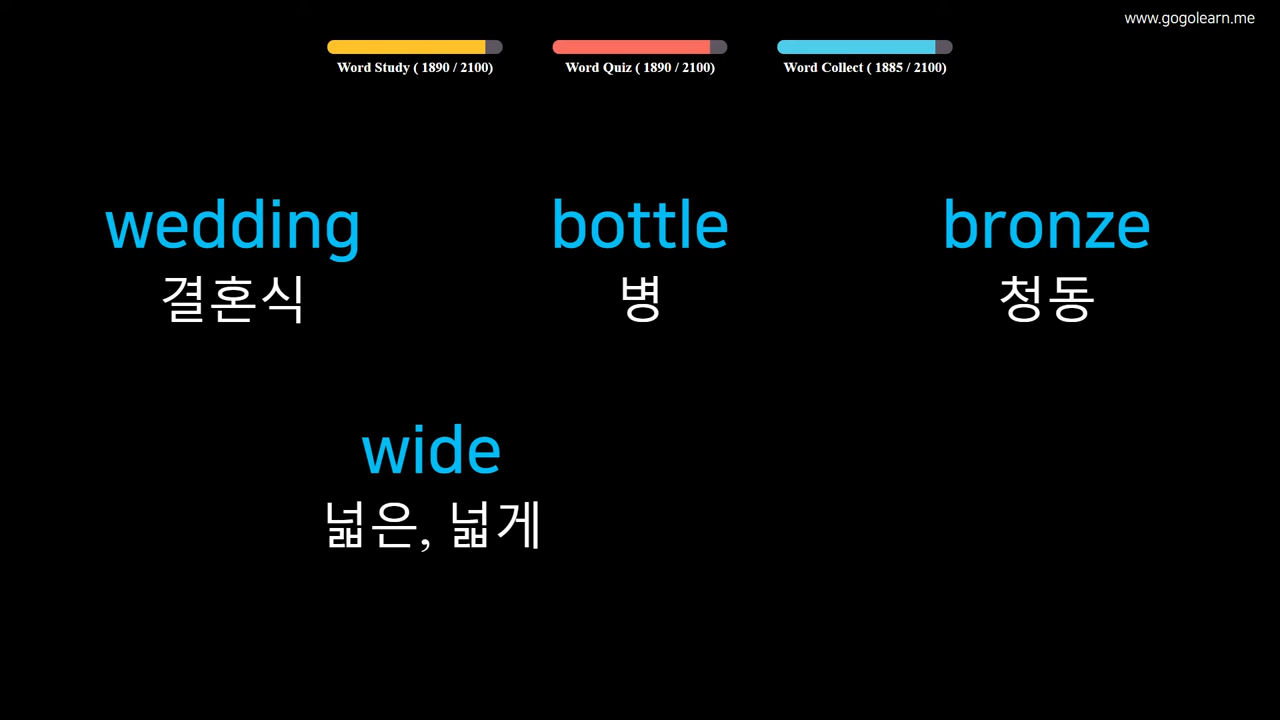 www.gogolearn.me
Word Study ( 1890 / 2100)
Word Quiz ( 1890 / 2100)
Word Collect ( 1885 / 2100)
wedding
결혼식
bottle
병
bronze
청동
wide
넓은, 넓게